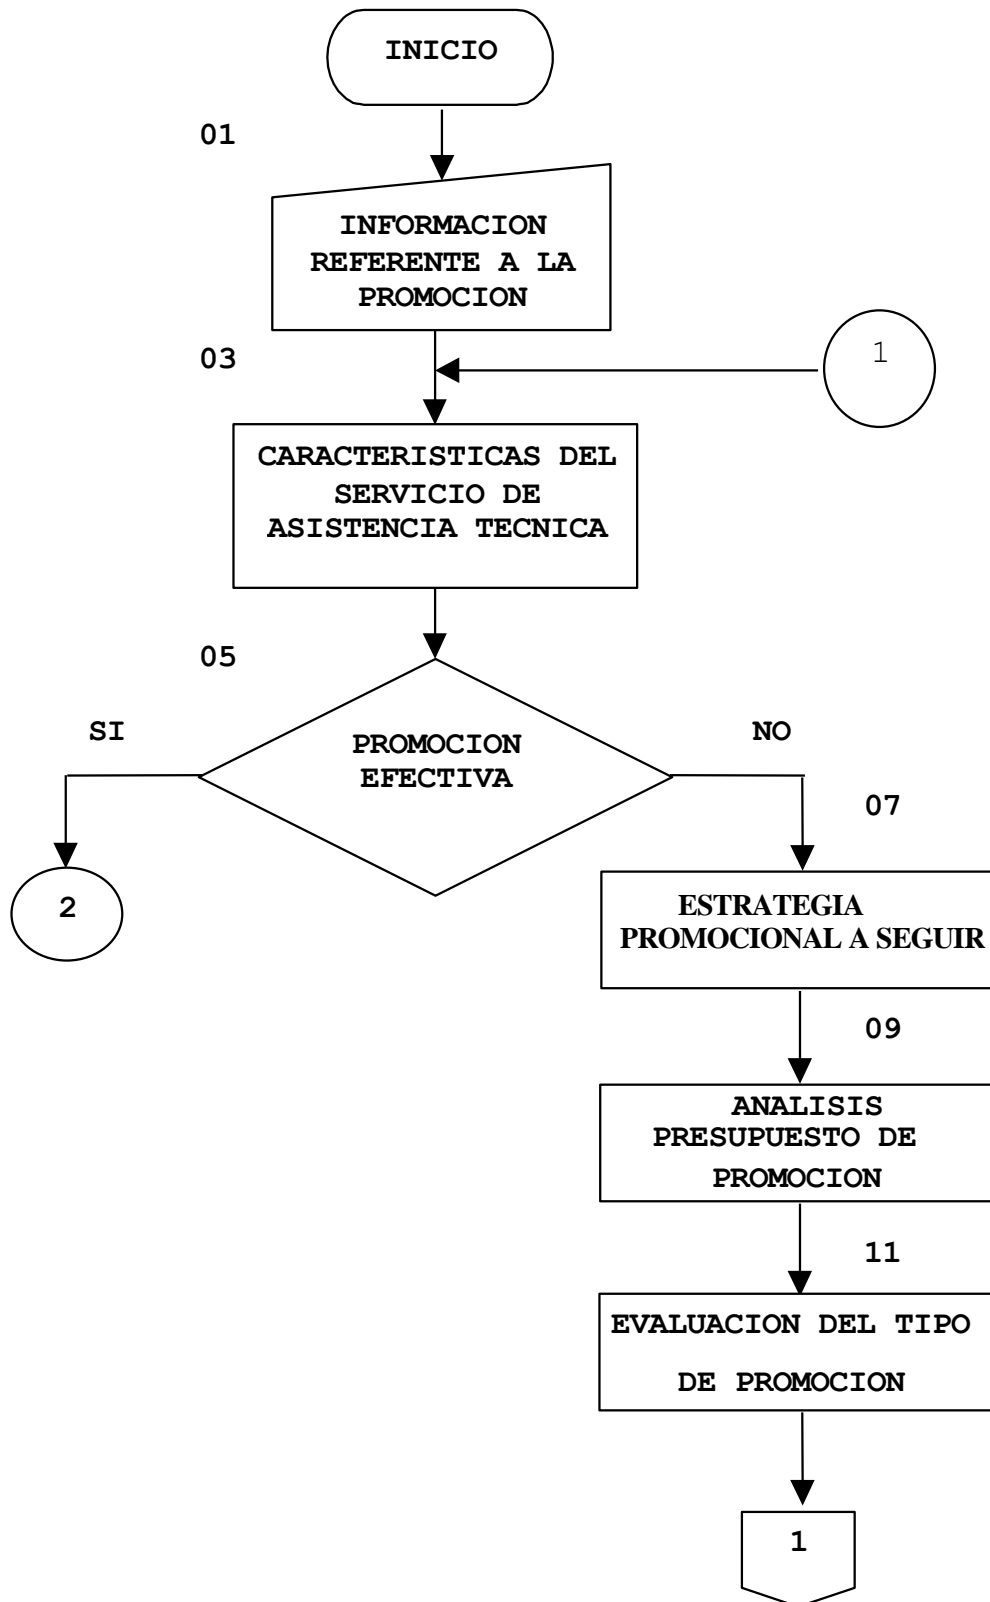 INICIO
01
INFORMACION
REFERENTE A LA
PROMOCION
03
1
CARACTERISTICAS DEL
SERVICIO DE
ASISTENCIA TECNICA
05
SI
PROMOCION
EFECTIVA
NO
07
2
ESTRATEGIA
PROMOCIONAL A SEGUIR
09
ANALISIS
PRESUPUESTO DE
PROMOCION
11
EVALUACION DEL TIPO
DE PROMOCION
1